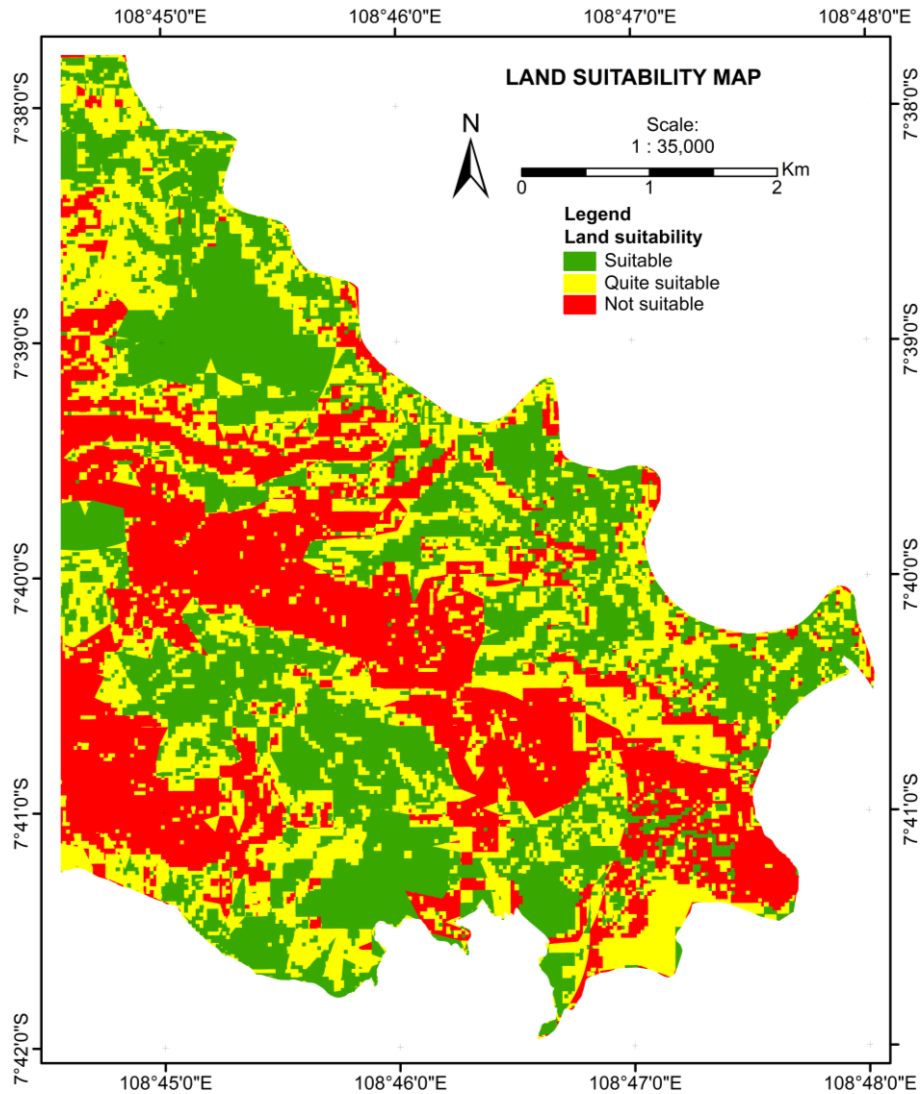 108°45'0"E 108°46'0"E 108°47'0"E 108°48'0"E
LAND SUITABILITY MAP
N
Scale:
1 : 35,000
Km
0 1 2
Legend
Land suitability
Suitable
Quite suitable
Not suitable
7°38'0"S 7°38'0"S
7°39'0"S 7°39'0"S
7°40'0"S 7°40'0"S
7°41'0"S 7°41'0"S
7°42'0"S
108°45'0"E 108°46'0"E 108°47'0"E 108°48'0"E